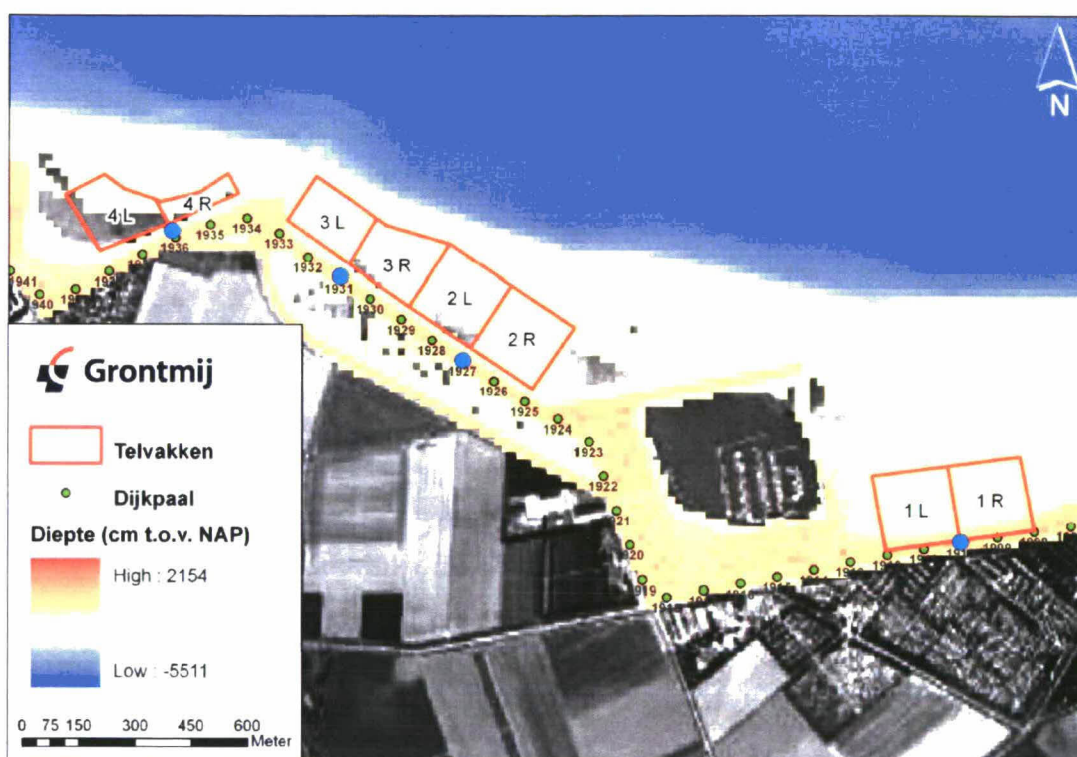 N
4 L
4 R
3 L
3 R
2 L
2 R
1 L
1 R
1941
1936
1935
1934
1933
1932
1931
1930
1929
1928
1927
1926
1925
1924
1923
1922
1919
Grontmij
Telvakken
Dijkpaal
Diepte (cm t.o.v. NAP)
High : 2154
Low : -5511
0 75 150 300 450 600
Meter